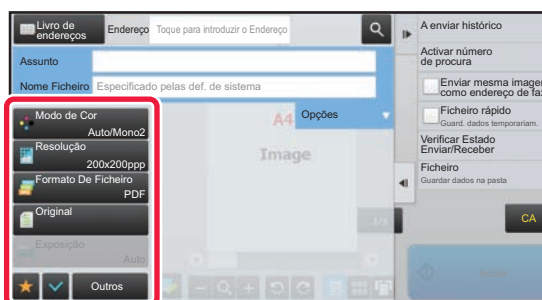 Livro de
endereços
Endereço
Toque para introduzir o Endereço
Assunto
Nome Ficheiro
Especificado pelas def. de sistema
Modo de Cor
Auto/Mono2
Resolução
200x200ppp
Formato De Ficheiro
PDF
Original
Exposição
Auto
Outros
A4
Opções
Image
1/5
A enviar histórico
Activar número
de procura
Enviar mesma imagem
como endereço de fax
Ficheiro rápido
Guard. dados temporariam.
Verificar Estado
Enviar/Receber
Ficheiro
Guardar dados na pasta
CA
Iniciar